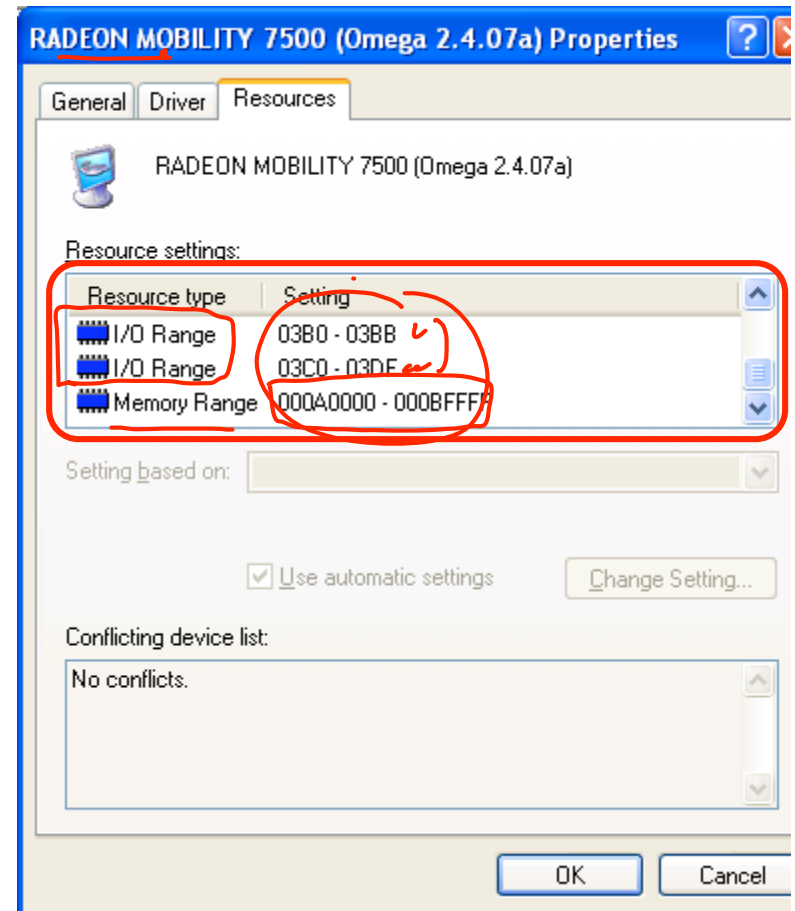 RADEON MOBILITY 7500 (Omega 2.4.07a) Properties
General Driver Resources
RADEON MOBILITY 7500 (Omega 2.4.07a)
Resource settings:
Resource type Setting
I/O Range 03B0 - 03BB
I/O Range 03C0 - 03DF
Memory Range 000A0000 - 000BFFFF
Setting based on:
Use automatic settings Change Setting...
Conflicting device list:
No conflicts.
OK Cancel